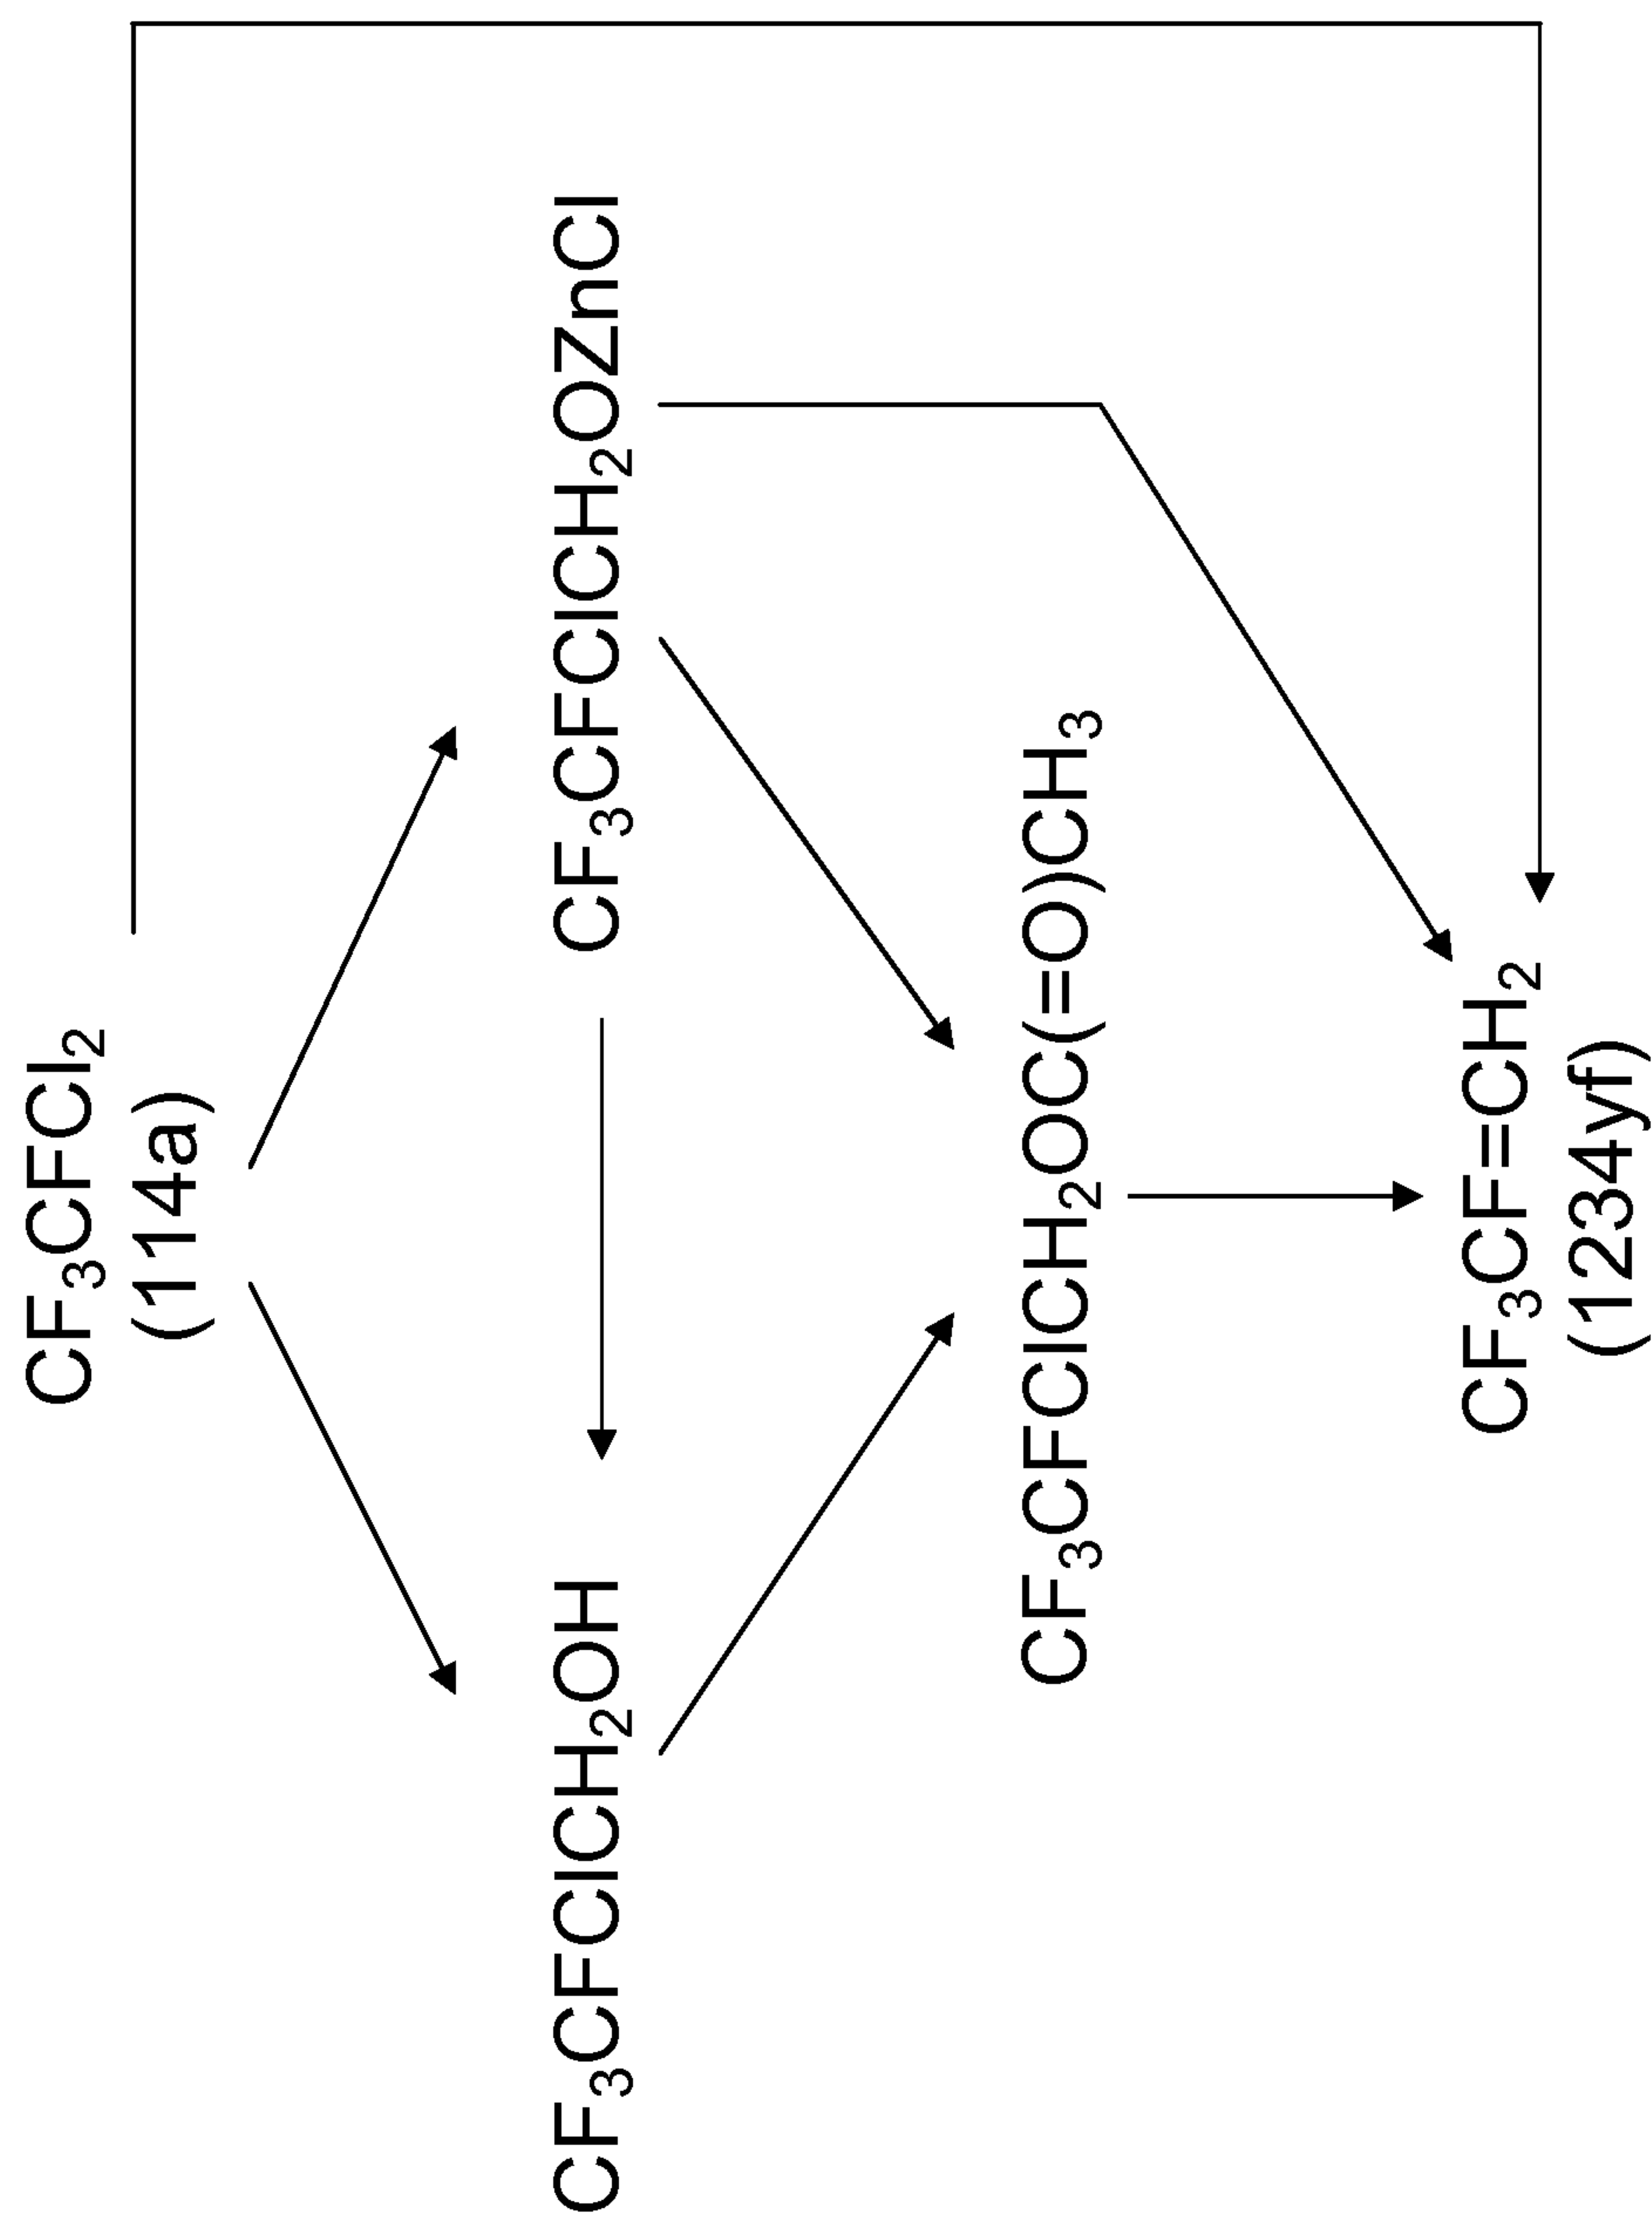 CF₃CFCl₂
(114a)
CF₃CFClCH₂OH
CF₃CFClCH₂OZnCl
CF₃CFClCH₂OC(=O)CH₃
CF₃CF=CH₂
(1234yf)